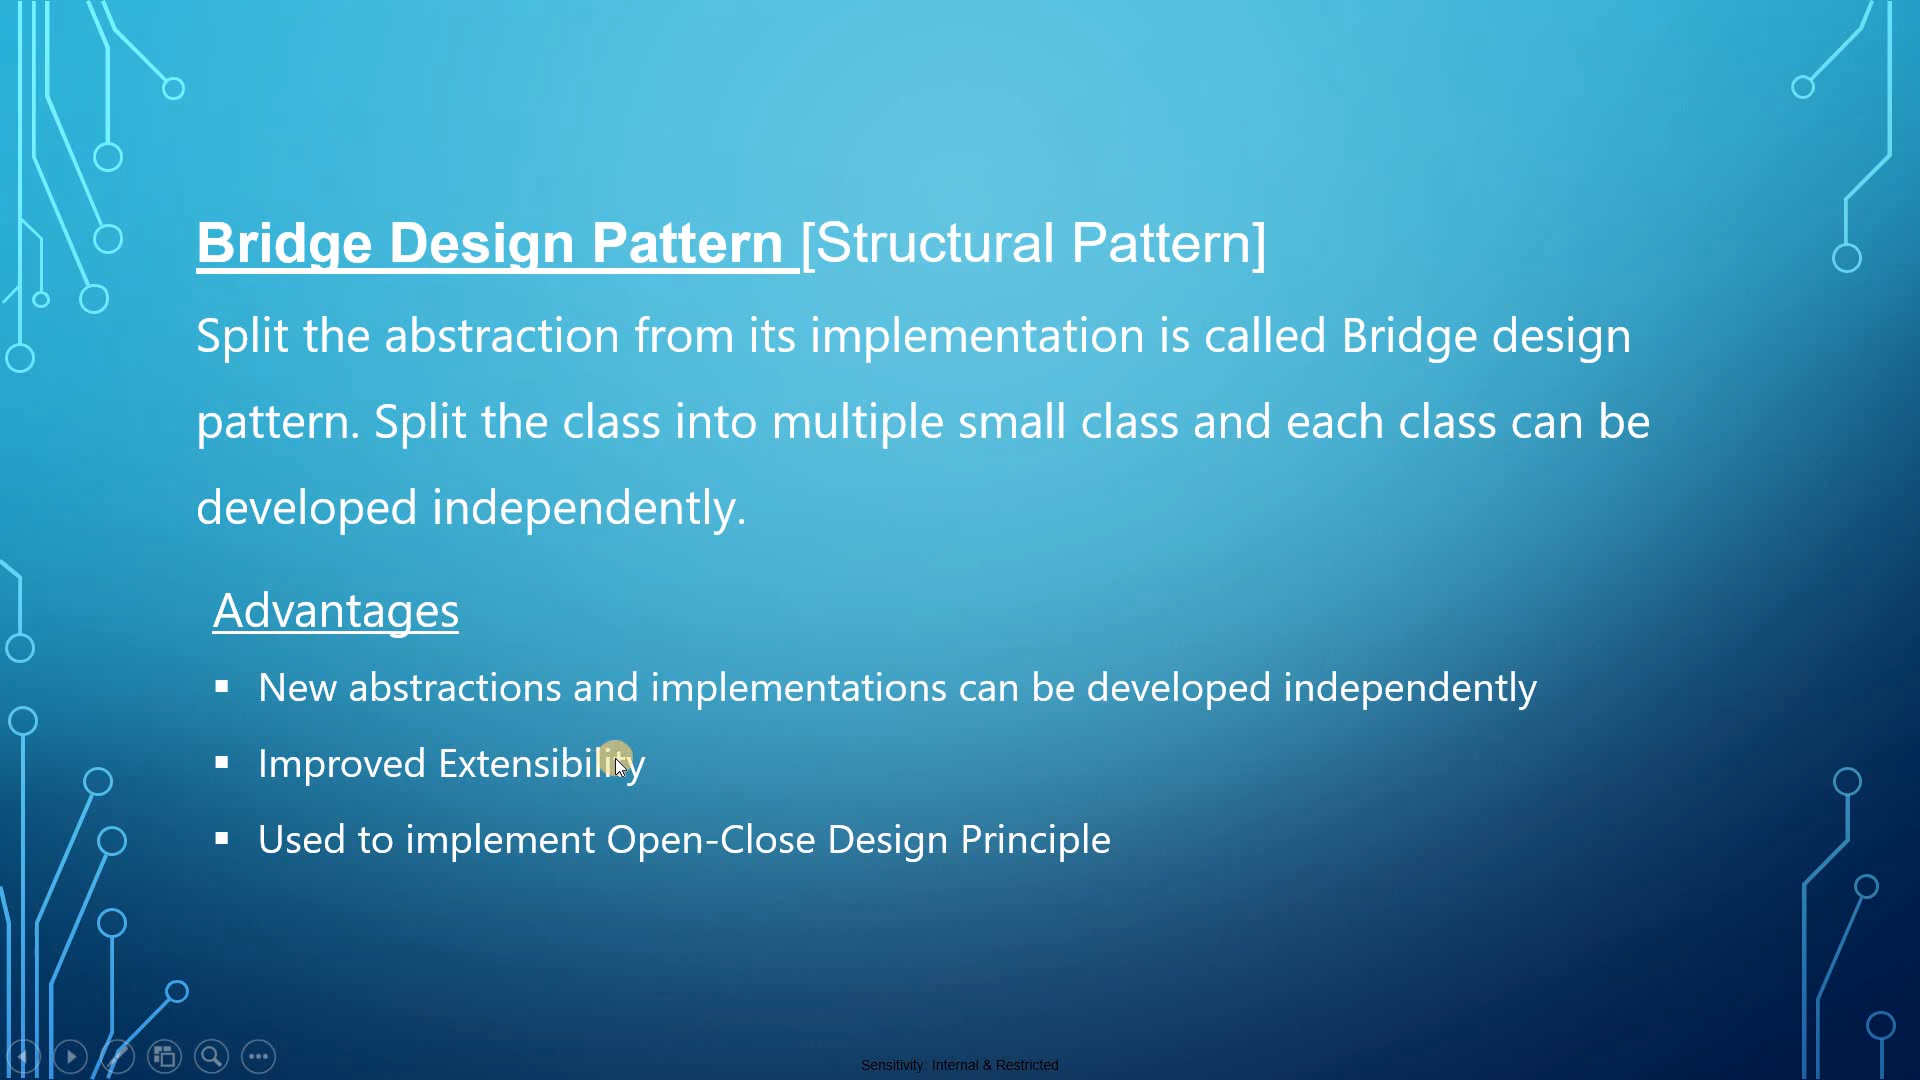 Bridge Design Pattern [Structural Pattern]
Split the abstraction from its implementation is called Bridge design
pattern. Split the class into multiple small class and each class can be
developed independently.
Advantages
▪ New abstractions and implementations can be developed independently
▪ Improved Extensibility
▪ Used to implement Open-Close Design Principle
Sensitivity: Internal & Restricted